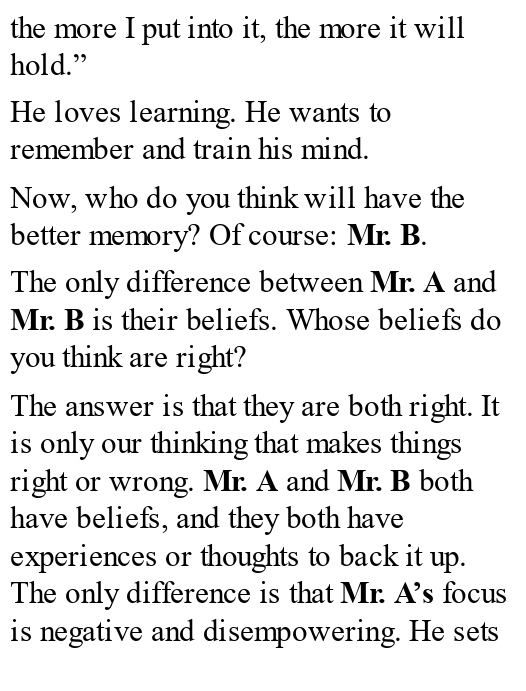 the more I put into it, the more it will
hold.”
He loves learning. He wants to
remember and train his mind.
Now, who do you think will have the
better memory? Of course: Mr. B.
The only difference between Mr. A and
Mr. B is their beliefs. Whose beliefs do
you think are right?
The answer is that they are both right. It
is only our thinking that makes things
right or wrong. Mr. A and Mr. B both
have beliefs, and they both have
experiences or thoughts to back it up.
The only difference is that Mr. A’s focus
is negative and disempowering. He sets